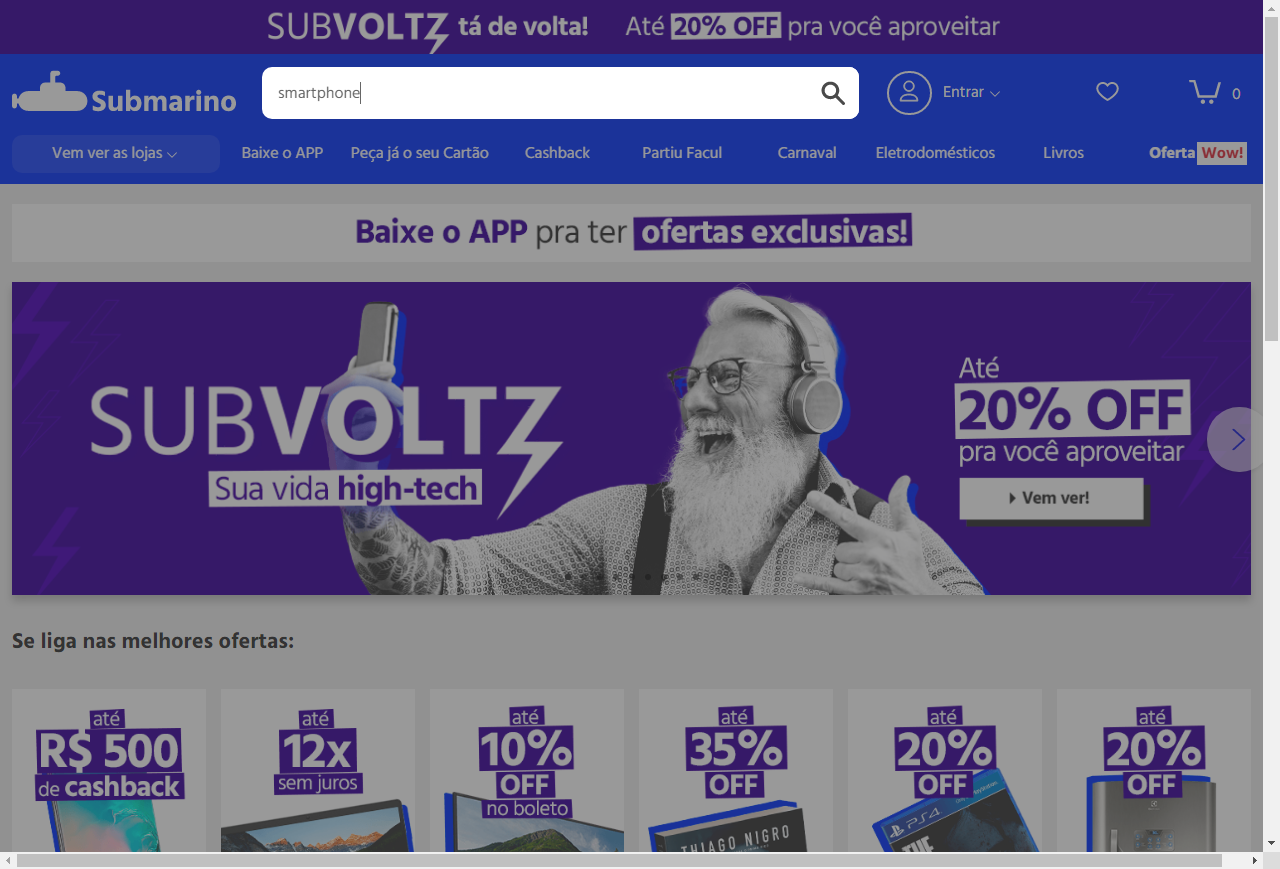 SUBVOLTZ tá de volta! Até 20% OFF pra você aproveitar
Submarino
smartphone
Entrar
0
Vem ver as lojas
Baixe o APP
Peça já o seu Cartão
Cashback
Partiu Facul
Carnaval
Eletrodomésticos
Livros
Oferta Wow!
Baixe o APP pra ter ofertas exclusivas!
SUBVOLTZ
Sua vida high-tech
Até
20% OFF
pra você aproveitar
Vem ver!
Se liga nas melhores ofertas:
até
R$ 500
de cashback
até
12x
sem juros
até
10%
OFF
no boleto
até
35%
OFF
THIAGO NIGRO
até
20%
OFF
PS4
THE
até
20%
OFF